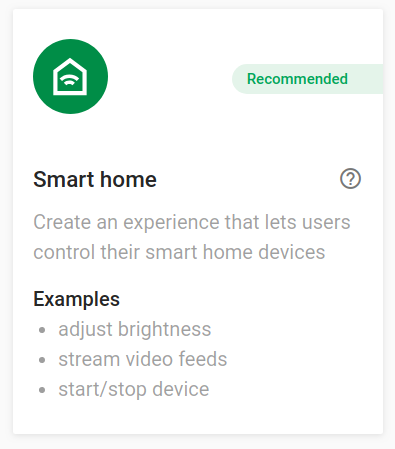 Recommended
Smart home
Create an experience that lets users
control their smart home devices
Examples
• adjust brightness
• stream video feeds
• start/stop device